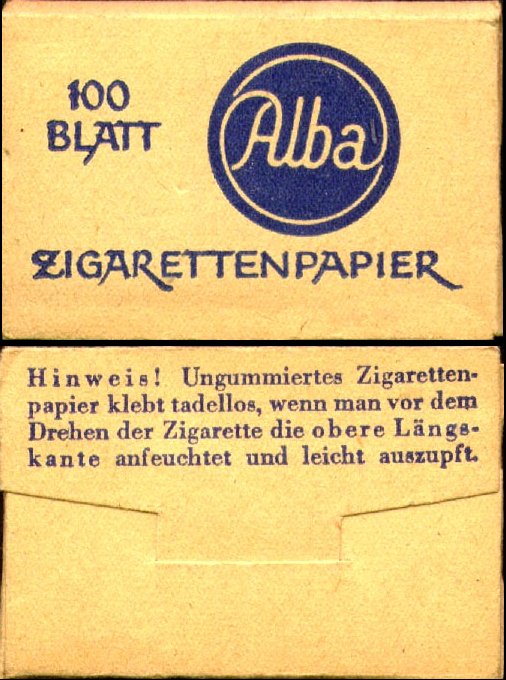 100
BLATT
Alba
ZIGARETTENPAPIER
Hinweis! Ungummiertes Zigaretten-
papier klebt tadellos, wenn man vor dem
Drehen der Zigarette die obere Längs-
kante anfeuchtet und leicht auszupft.